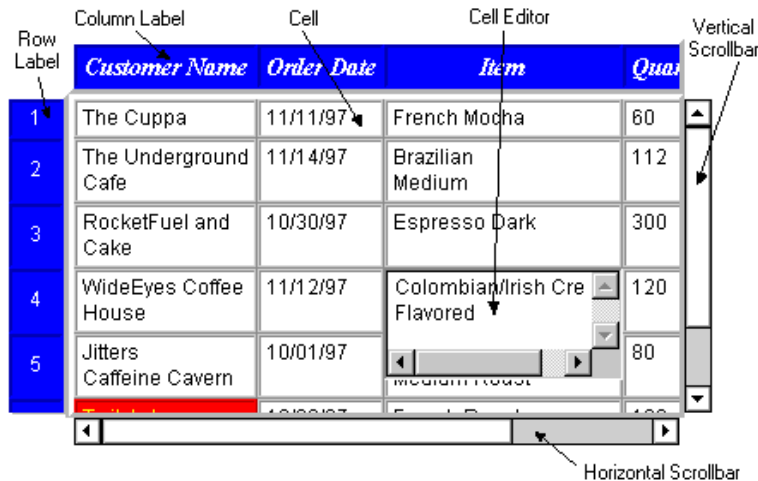 Column Label
Cell
Cell Editor
Vertical
Scrollbar
Row
Label
Customer Name Order Date Item Quan
1 The Cuppa 11/11/97 French Mocha 60
2 The Underground Cafe 11/14/97 Brazilian Medium 112
3 RocketFuel and Cake 10/30/97 Espresso Dark 300
4 WideEyes Coffee House 11/12/97 Colombian/Irish Cre Flavored 120
5 Jitters Caffeine Cavern 10/01/97 Medium Roast 80
Horizontal Scrollbar